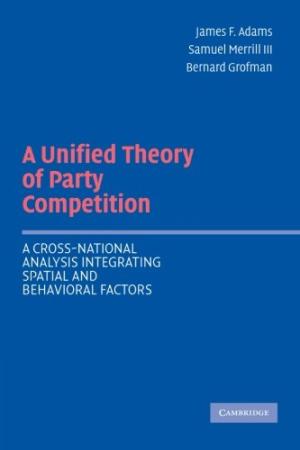 James F. Adams
Samuel Merrill III
Bernard Grofman
A Unified Theory
of Party
Competition
A CROSS-NATIONAL
ANALYSIS INTEGRATING
SPATIAL AND
BEHAVIORAL FACTORS
CAMBRIDGE